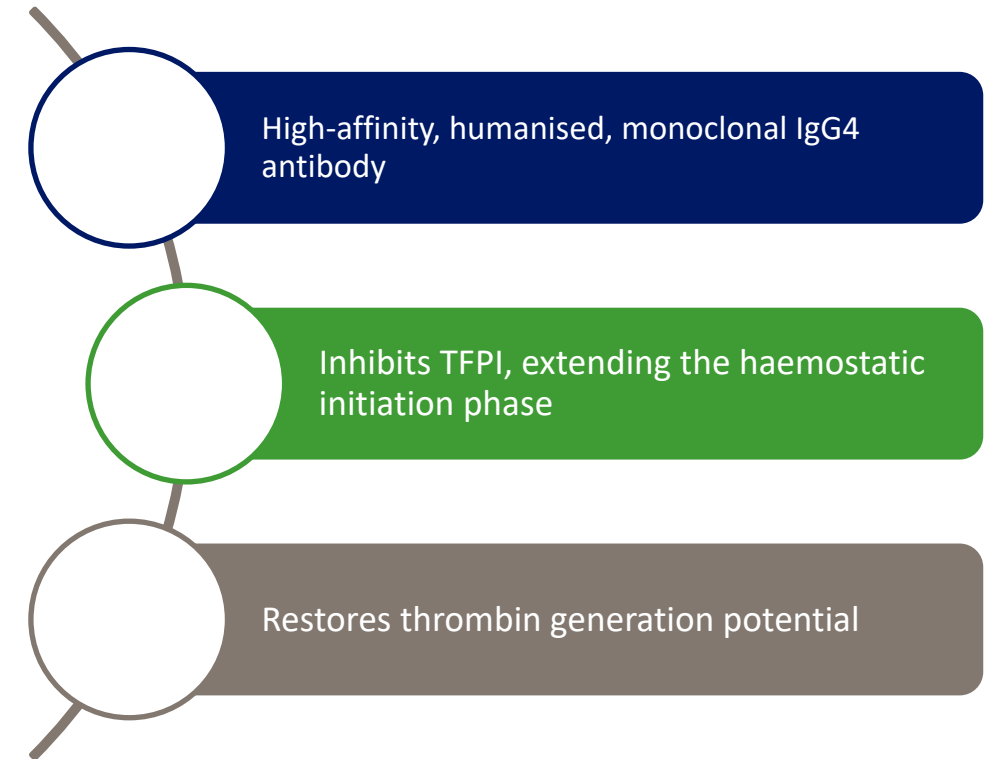 High-affinity, humanised, monoclonal IgG4
antibody
Inhibits TFPI, extending the haemostatic
initiation phase
Restores thrombin generation potential